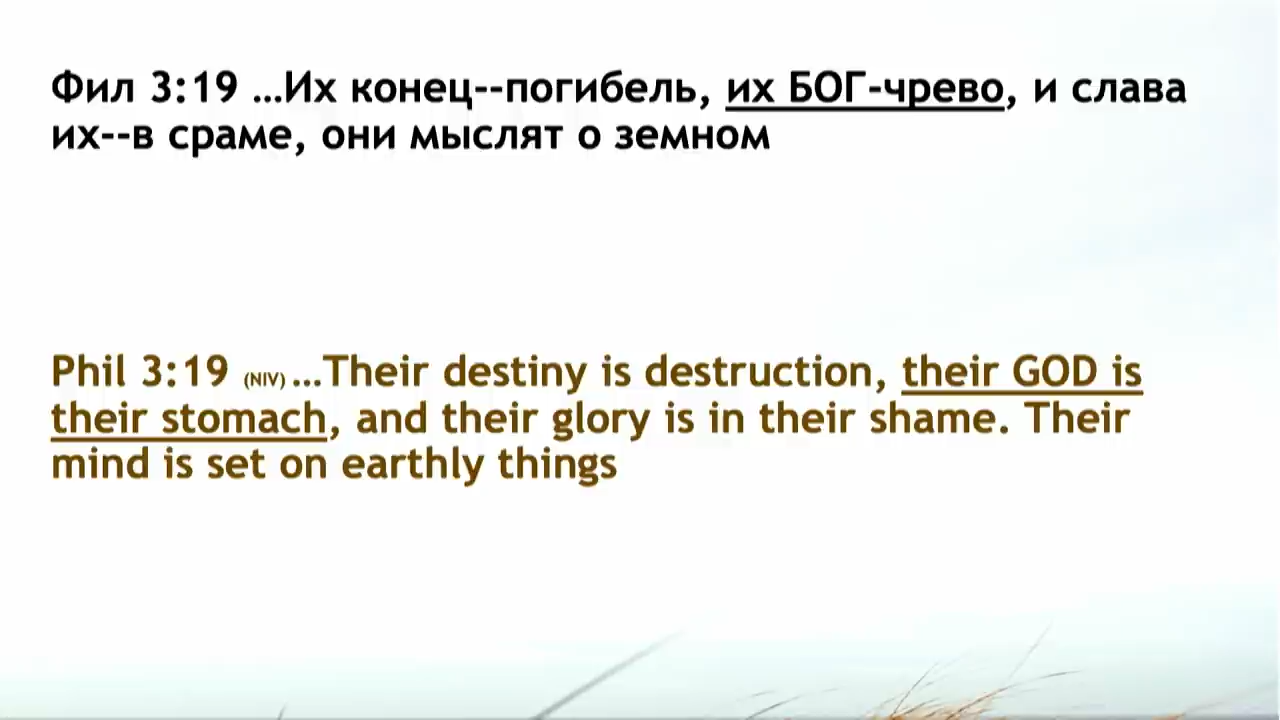 Фил 3:19 …Их конец--погибель, их БОГ-чрево, и слава
их--в сраме, они мыслят о земном
Phil 3:19 (NIV) …Their destiny is destruction, their GOD is
their stomach, and their glory is in their shame. Their
mind is set on earthly things